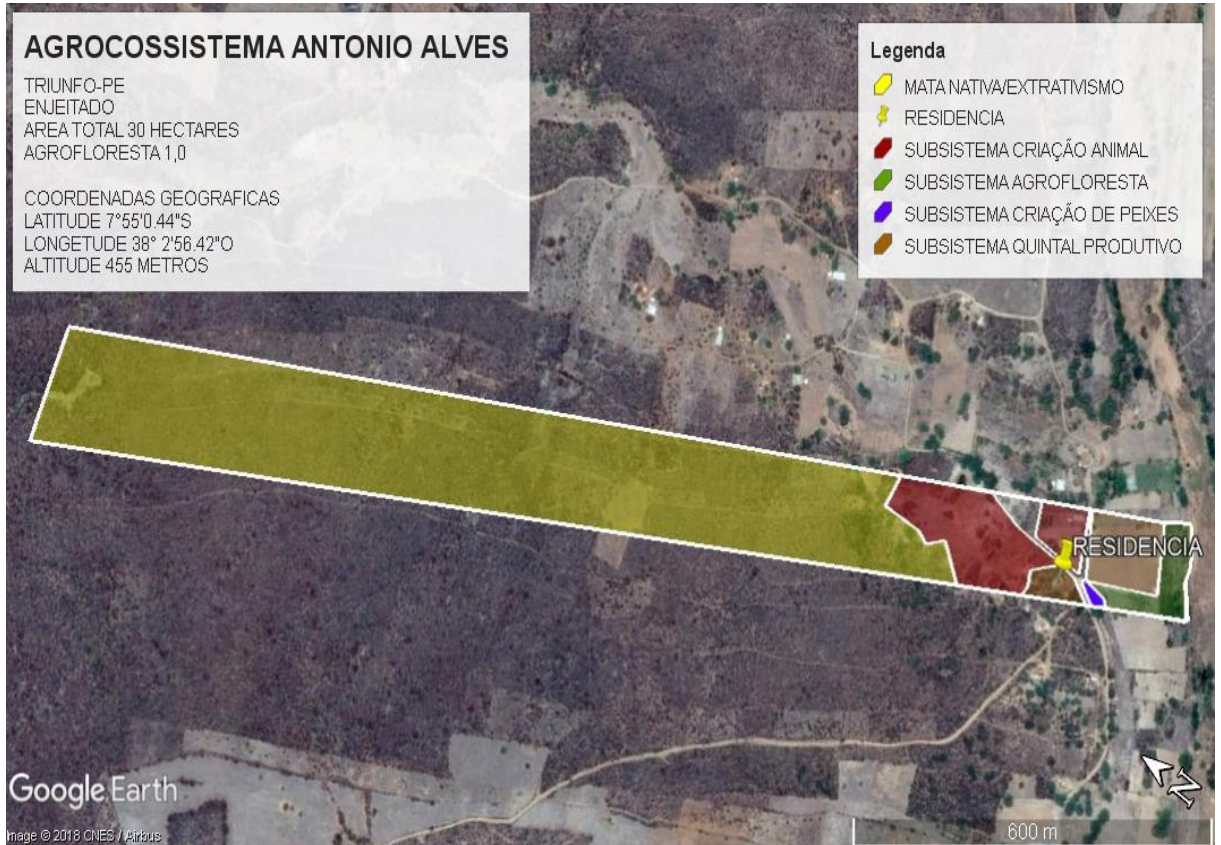 AGROCOSSISTEMA ANTONIO ALVES
TRIUNFO-PE
ENJEITADO
AREA TOTAL 30 HECTARES
AGROFLORESTA 1,0
COORDENADAS GEOGRAFICAS
LATITUDE 7°55'0.44"S
LONGETUDE 38° 2'56.42"O
ALTITUDE 455 METROS
Legenda
MATA NATIVA/EXTRATIVISMO
RESIDENCIA
SUBSISTEMA CRIAÇÃO ANIMAL
SUBSISTEMA AGROFLORESTA
SUBSISTEMA CRIAÇÃO DE PEIXES
SUBSISTEMA QUINTAL PRODUTIVO
RESIDENCIA
Google Earth
Image © 2018 CNES / Airbus
N
600 m